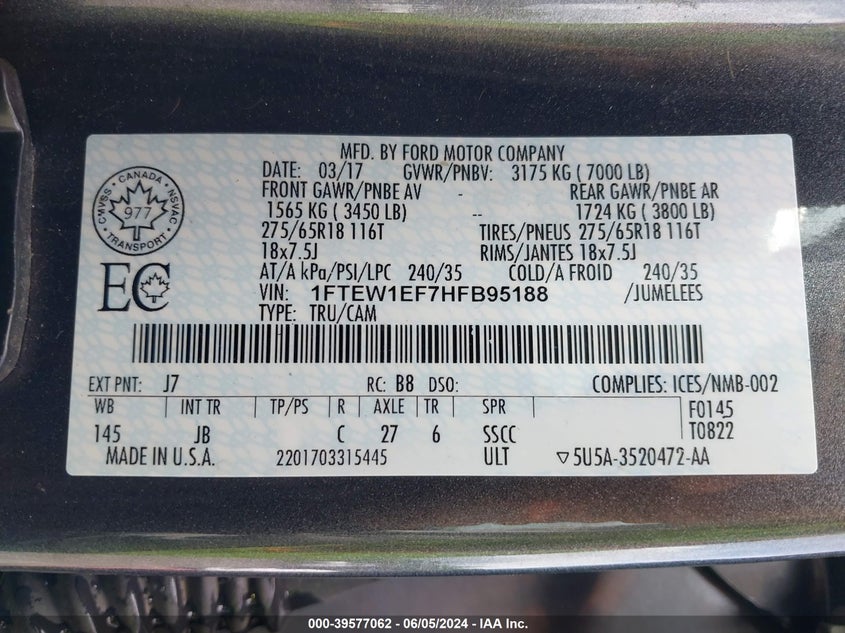 MFD. BY FORD MOTOR COMPANY
DATE: 03/17 GVWR/PNBV: 3175 KG ( 7000 LB)
FRONT GAWR/PNBE AV - REAR GAWR/PNBE AR
1565 KG ( 3450 LB) -- 1724 KG ( 3800 LB)
275/65R18 116T TIRES/PNEUS 275/65R18 116T
18x7.5J RIMS/JANTES 18x7.5J
AT/A kPa/PSI/LPC 240/35 COLD/A FROID 240/35
VIN: 1FTEW1EF7HFB95188 /JUMELEES
TYPE: TRU/CAM
CMVSS • CANADA • NSVAC
977
• TRANSPORT •
EC
EXT PNT: J7 RC: B8 DSO: COMPLIES: ICES/NMB-002
WB INT TR TP/PS R AXLE TR SPR F0145
145 JB C 27 6 SSCC T0822
MADE IN U.S.A. 2201703315445 ULT ▽5U5A-3520472-AA
000-39577062 - 06/05/2024 - IAA Inc.